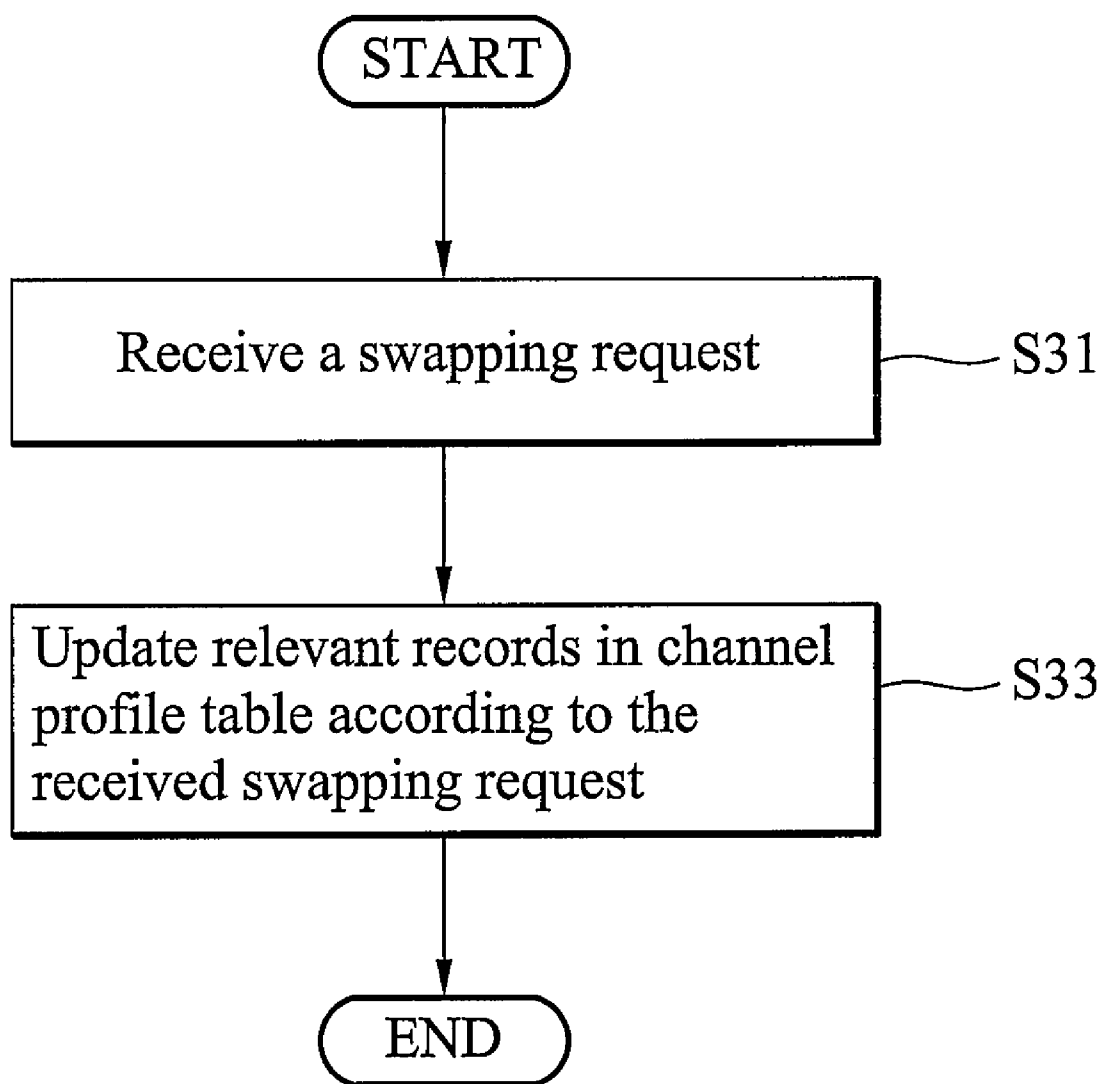 START
Receive a swapping request
S31
Update relevant records in channel
profile table according to the
received swapping request
S33
END